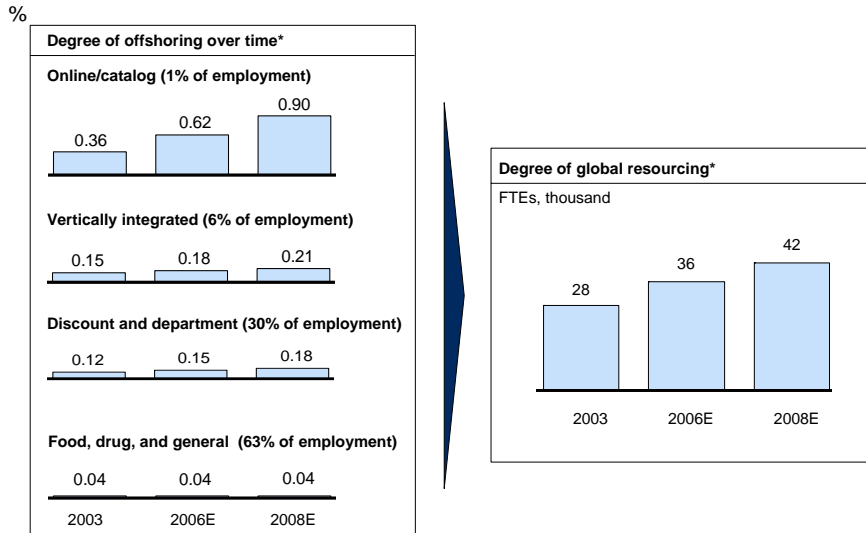 %
Degree of offshoring over time*
Online/catalog (1% of employment)
0.36 0.62 0.90
Vertically integrated (6% of employment)
0.15 0.18 0.21
Discount and department (30% of employment)
0.12 0.15 0.18
Food, drug, and general (63% of employment)
0.04 0.04 0.04
2003 2006E 2008E
Degree of global resourcing*
FTEs, thousand
28 36 42
2003 2006E 2008E